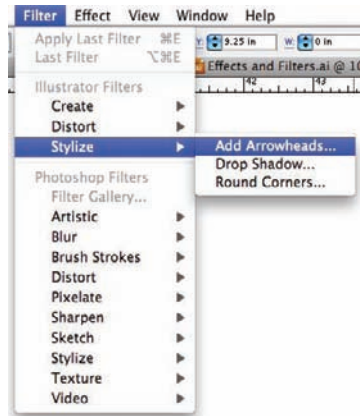 Filter Effect View Window Help
Apply Last Filter ⌘E
Last Filter ⌥⌘E
Y: 9.25 in W: 0 in
Effects and Filters.ai @ 10
42 43 44
Illustrator Filters
Create
Distort
Stylize
Add Arrowheads...
Drop Shadow...
Round Corners...
Photoshop Filters
Filter Gallery...
Artistic
Blur
Brush Strokes
Distort
Pixelate
Sharpen
Sketch
Stylize
Texture
Video